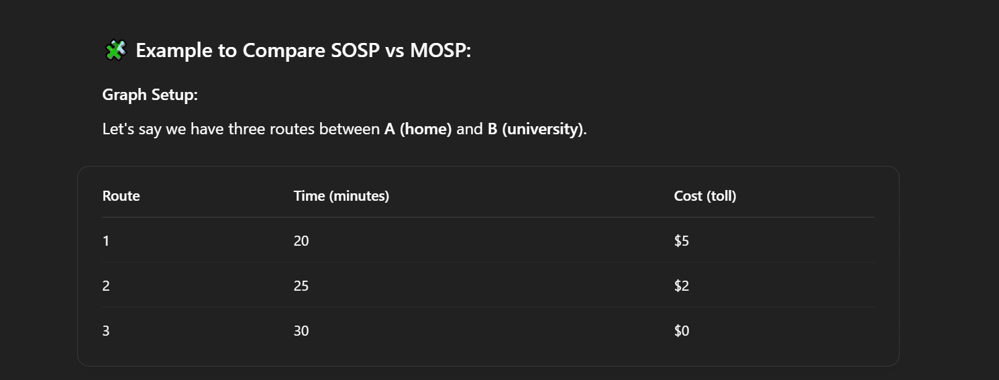 🧩 Example to Compare SOSP vs MOSP:
Graph Setup:
Let's say we have three routes between A (home) and B (university).
Route Time (minutes) Cost (toll)
1 20 $5
2 25 $2
3 30 $0